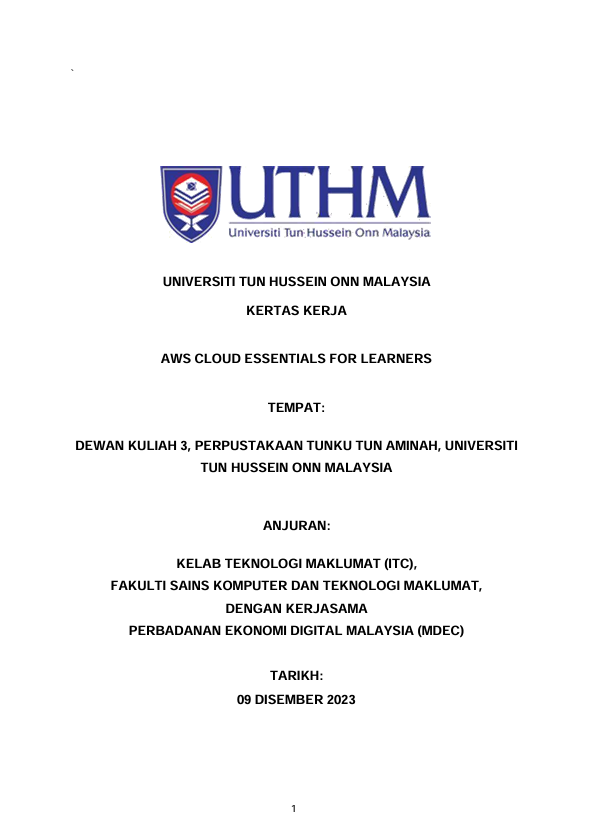 `
UTHM
Universiti Tun Hussein Onn Malaysia
UNIVERSITI TUN HUSSEIN ONN MALAYSIA
KERTAS KERJA
AWS CLOUD ESSENTIALS FOR LEARNERS
TEMPAT:
DEWAN KULIAH 3, PERPUSTAKAAN TUNKU TUN AMINAH, UNIVERSITI
TUN HUSSEIN ONN MALAYSIA
ANJURAN:
KELAB TEKNOLOGI MAKLUMAT (ITC),
FAKULTI SAINS KOMPUTER DAN TEKNOLOGI MAKLUMAT,
DENGAN KERJASAMA
PERBADANAN EKONOMI DIGITAL MALAYSIA (MDEC)
TARIKH:
09 DISEMBER 2023
1